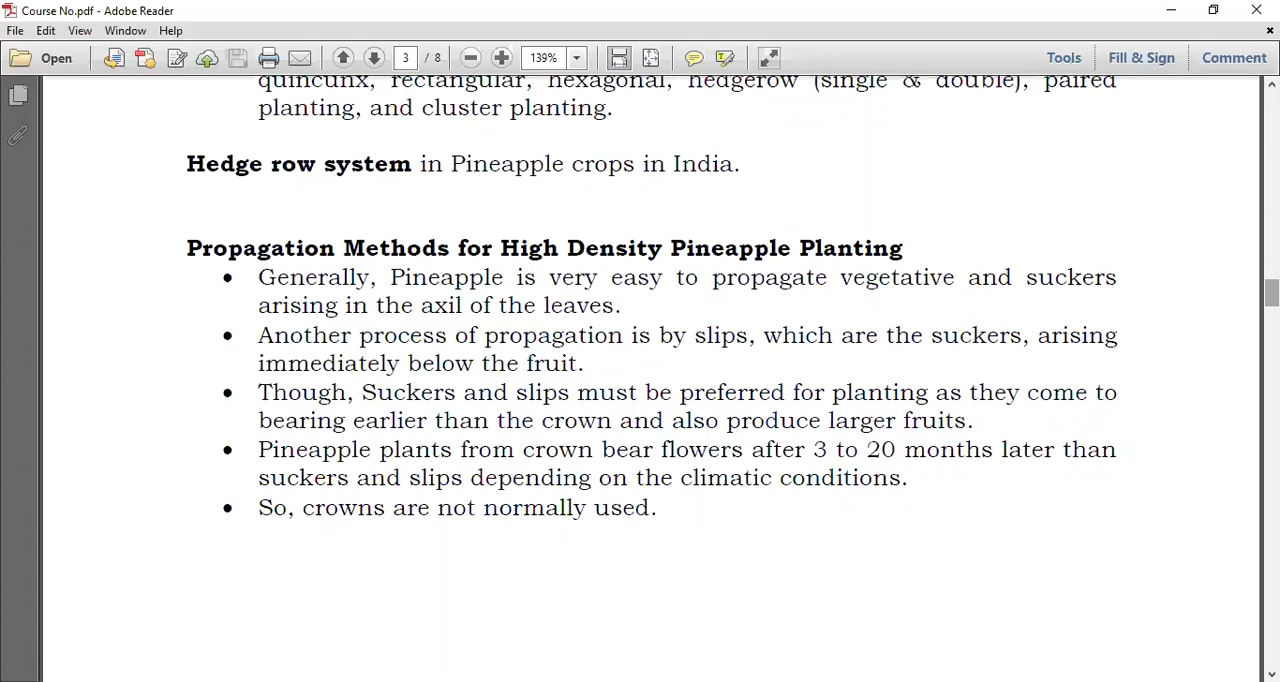 Course No.pdf - Adobe Reader
File Edit View Window Help
Open 3 / 8 139% Tools Fill & Sign Comment
quincunx, rectangular, hexagonal, hedgerow (single & double), paired
planting, and cluster planting.
Hedge row system in Pineapple crops in India.
Propagation Methods for High Density Pineapple Planting
• Generally, Pineapple is very easy to propagate vegetative and suckers
arising in the axil of the leaves.
• Another process of propagation is by slips, which are the suckers, arising
immediately below the fruit.
• Though, Suckers and slips must be preferred for planting as they come to
bearing earlier than the crown and also produce larger fruits.
• Pineapple plants from crown bear flowers after 3 to 20 months later than
suckers and slips depending on the climatic conditions.
• So, crowns are not normally used.